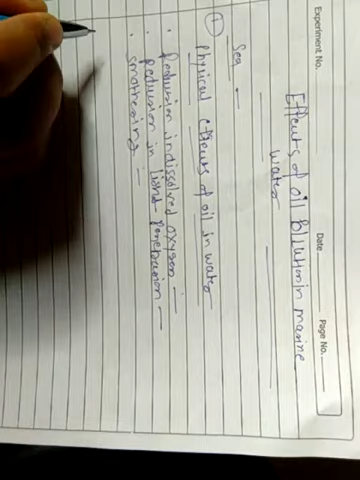 Experiment No.
Date
Page No.
Effects of oil pollution in marine
water
Sea -
① Physical effects of oil in water
• Reduction in dissolved oxygen -
• Reduction in light penetration -
• Smothering -